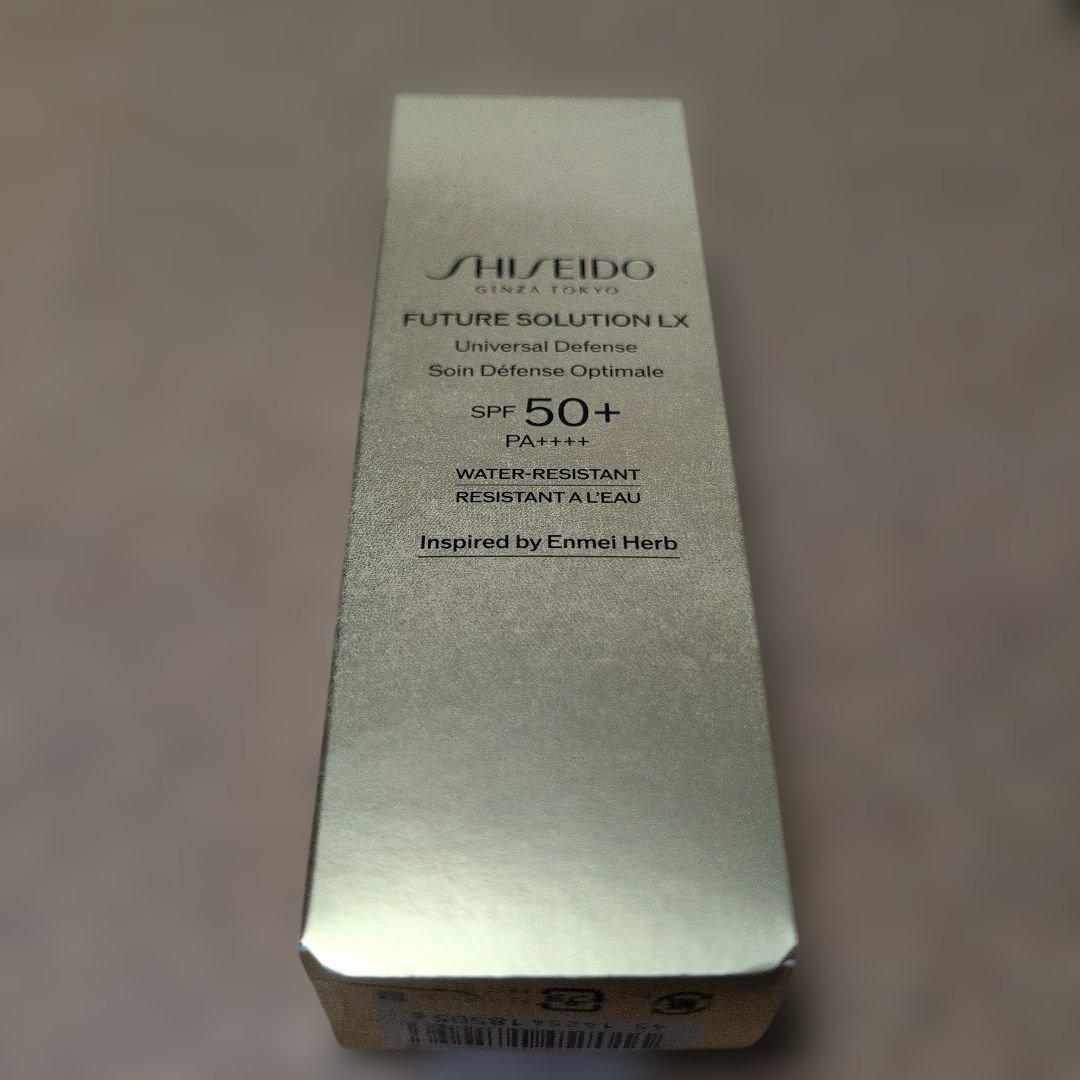 SHISEIDO
GINZA TOKYO
FUTURE SOLUTION LX
Universal Defense
Soin Défense Optimale
SPF 50+
PA++++
WATER-RESISTANT
RESISTANT A L'EAU
Inspired by Enmei Herb